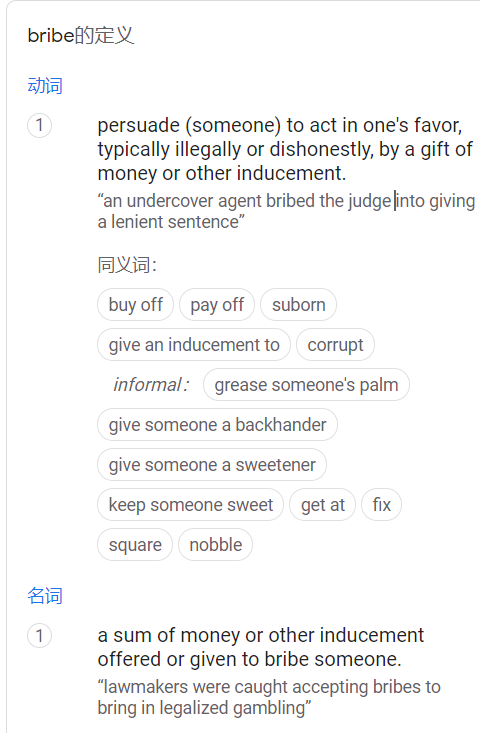 bribe的定义
动词
1
persuade (someone) to act in one's favor,
typically illegally or dishonestly, by a gift of
money or other inducement.
“an undercover agent bribed the judge into giving
a lenient sentence”
同义词：
buy off pay off suborn
give an inducement to corrupt
informal： grease someone's palm
give someone a backhander
give someone a sweetener
keep someone sweet get at fix
square nobble
名词
1
a sum of money or other inducement
offered or given to bribe someone.
“lawmakers were caught accepting bribes to
bring in legalized gambling”